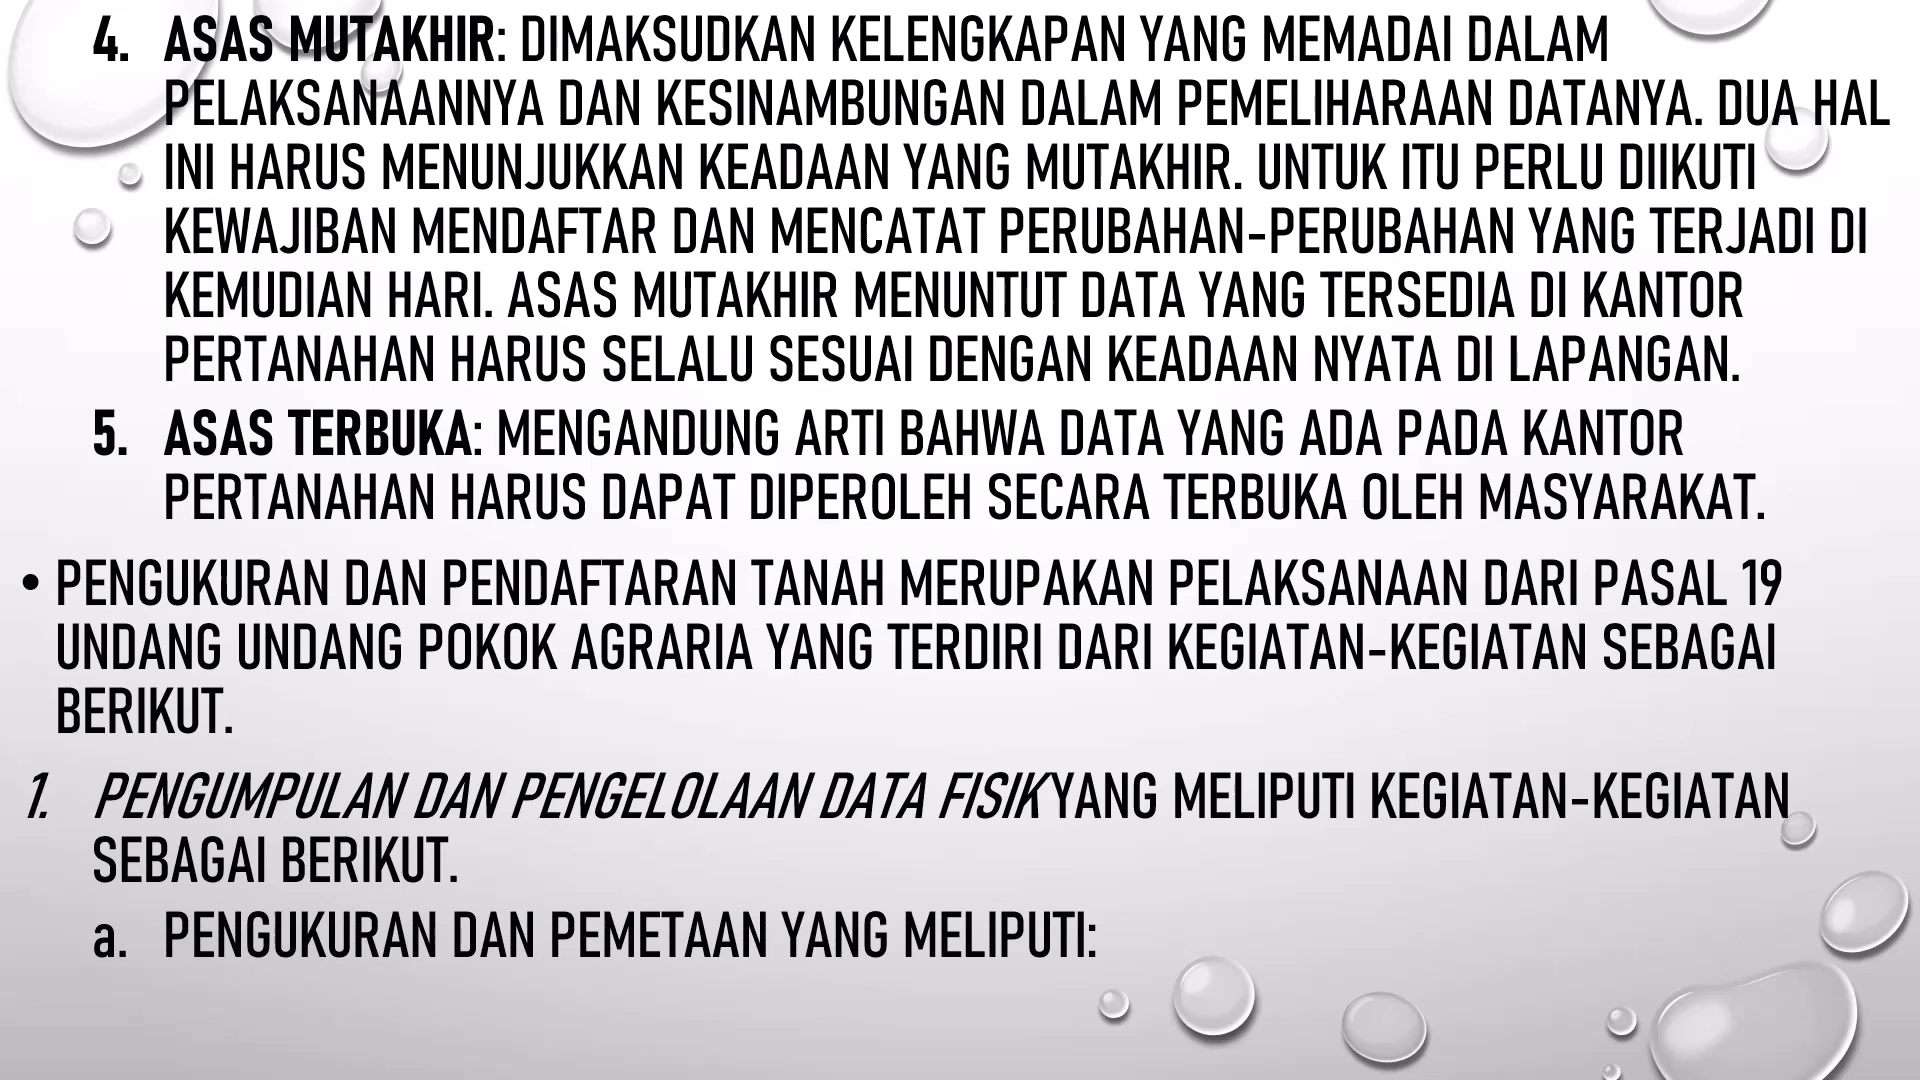 4. ASAS MUTAKHIR: DIMAKSUDKAN KELENGKAPAN YANG MEMADAI DALAM
PELAKSANAANNYA DAN KESINAMBUNGAN DALAM PEMELIHARAAN DATANYA. DUA HAL
INI HARUS MENUNJUKKAN KEADAAN YANG MUTAKHIR. UNTUK ITU PERLU DIIKUTI
KEWAJIBAN MENDAFTAR DAN MENCATAT PERUBAHAN-PERUBAHAN YANG TERJADI DI
KEMUDIAN HARI. ASAS MUTAKHIR MENUNTUT DATA YANG TERSEDIA DI KANTOR
PERTANAHAN HARUS SELALU SESUAI DENGAN KEADAAN NYATA DI LAPANGAN.
5. ASAS TERBUKA: MENGANDUNG ARTI BAHWA DATA YANG ADA PADA KANTOR
PERTANAHAN HARUS DAPAT DIPEROLEH SECARA TERBUKA OLEH MASYARAKAT.
• PENGUKURAN DAN PENDAFTARAN TANAH MERUPAKAN PELAKSANAAN DARI PASAL 19
UNDANG UNDANG POKOK AGRARIA YANG TERDIRI DARI KEGIATAN-KEGIATAN SEBAGAI
BERIKUT.
1. PENGUMPULAN DAN PENGELOLAAN DATA FISIK YANG MELIPUTI KEGIATAN-KEGIATAN
SEBAGAI BERIKUT.
a. PENGUKURAN DAN PEMETAAN YANG MELIPUTI: